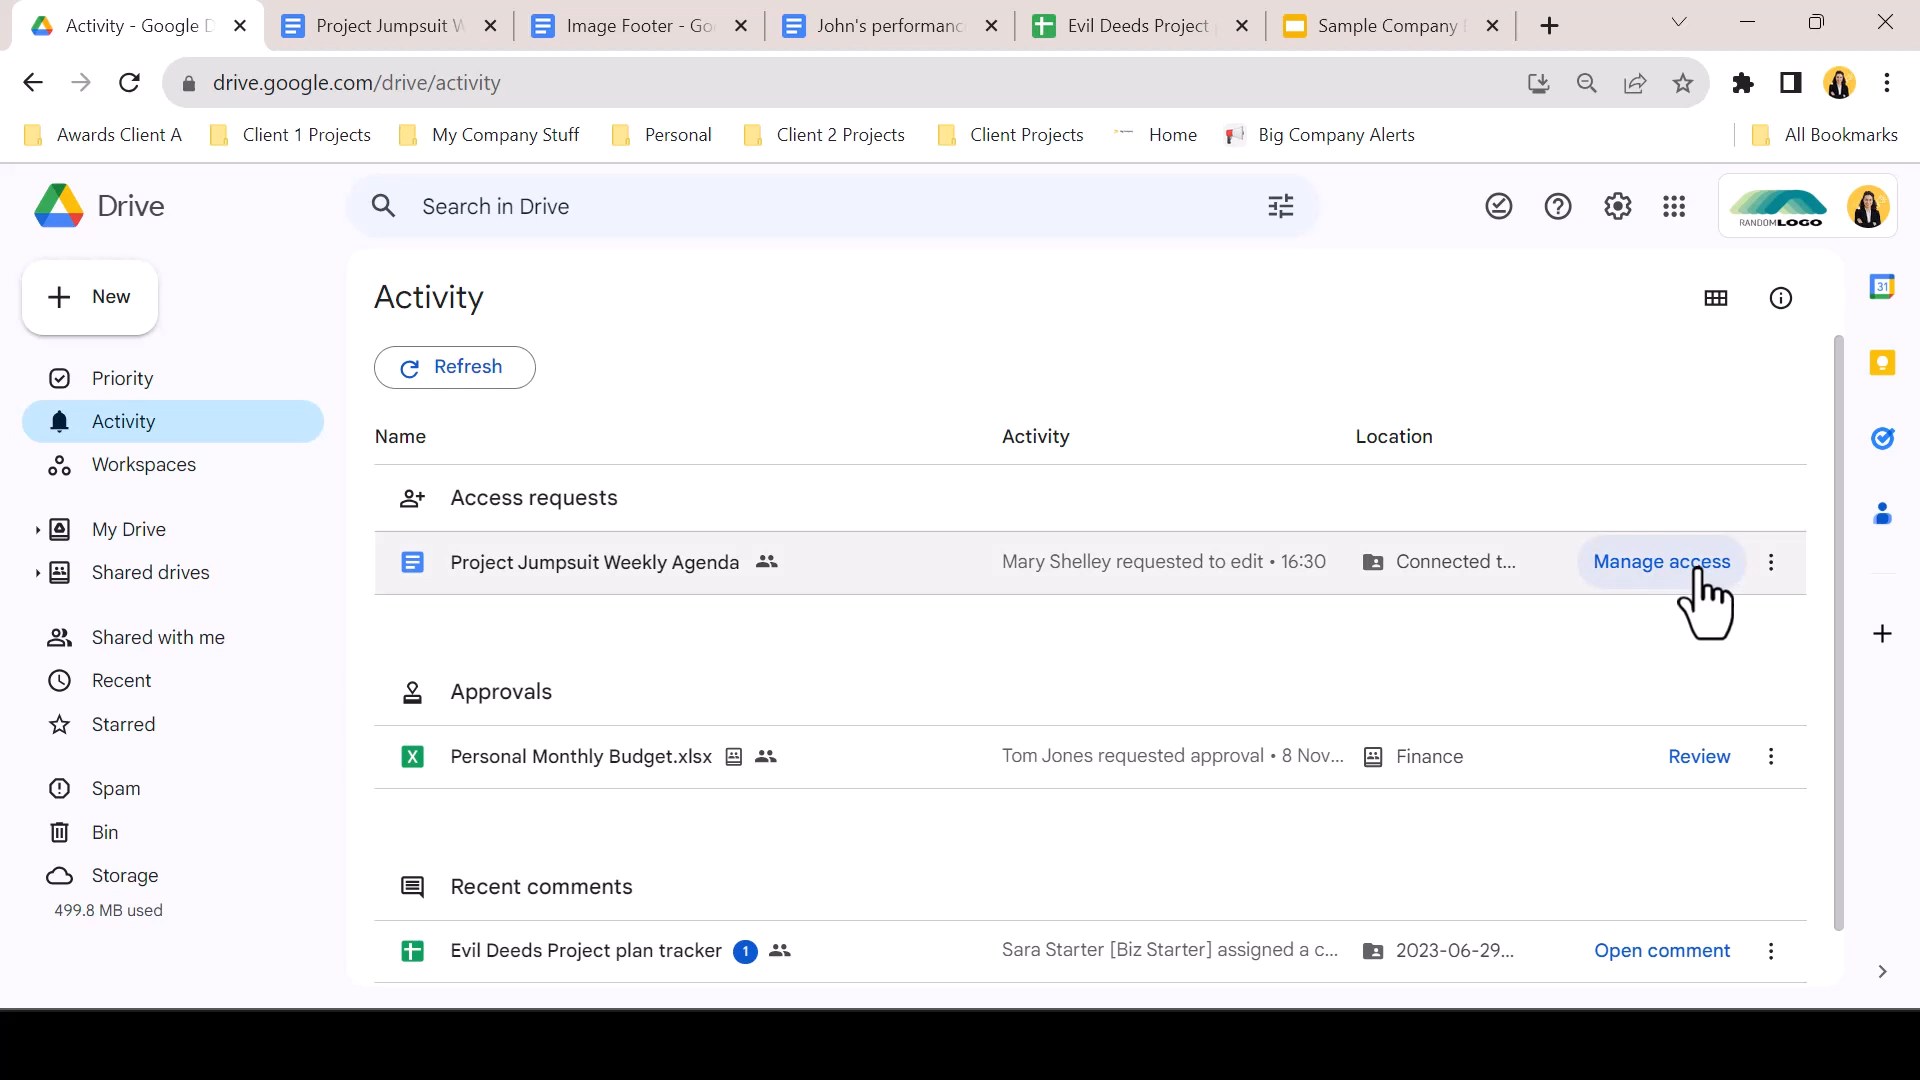 Activity - Google D
Project Jumpsuit W
Image Footer - Go
John's performanc
Evil Deeds Project
Sample Company
drive.google.com/drive/activity
Awards Client A
Client 1 Projects
My Company Stuff
Personal
Client 2 Projects
Client Projects
Home
Big Company Alerts
All Bookmarks
Drive
Search in Drive
RANDOMLOGO
New
Activity
31
Refresh
Priority
Activity
Workspaces
My Drive
Shared drives
Shared with me
Recent
Starred
Spam
Bin
Storage
499.8 MB used
Name Activity Location
Access requests
Project Jumpsuit Weekly Agenda Mary Shelley requested to edit • 16:30 Connected t... Manage access
Approvals
Personal Monthly Budget.xlsx Tom Jones requested approval • 8 Nov... Finance Review
Recent comments
Evil Deeds Project plan tracker 1 Sara Starter [Biz Starter] assigned a c... 2023-06-29... Open comment